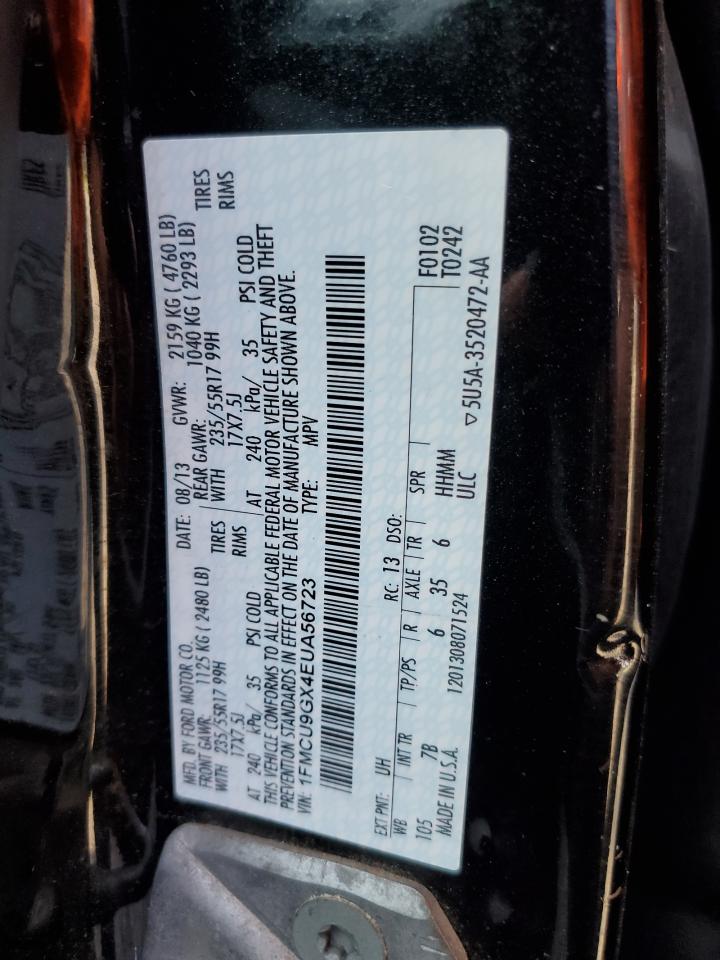 MFD. BY FORD MOTOR CO. DATE: 08/13 GVWR: 2159 KG ( 4760 LB)
FRONT GAWR: 1125 KG ( 2480 LB) REAR GAWR: 1040 KG ( 2293 LB)
WITH 235/55R17 99H TIRES WITH 235/55R17 99H TIRES
17X7.5J RIMS 17X7.5J RIMS
AT 240 kPa/ 35 PSI COLD AT 240 kPa/ 35 PSI COLD
THIS VEHICLE CONFORMS TO ALL APPLICABLE FEDERAL MOTOR VEHICLE SAFETY AND THEFT
PREVENTION STANDARDS IN EFFECT ON THE DATE OF MANUFACTURE SHOWN ABOVE.
VIN: 1FMCU9GX4EUA56723 TYPE: MPV
EXT PNT: UH RC: 13 DSO: F0102
WB INT TR TP/PS R AXLE TR SPR T0242
105 7B 6 35 6 HHMM
MADE IN U.S.A. 1201308071524 ULC ▽5U5A-3520472-AA